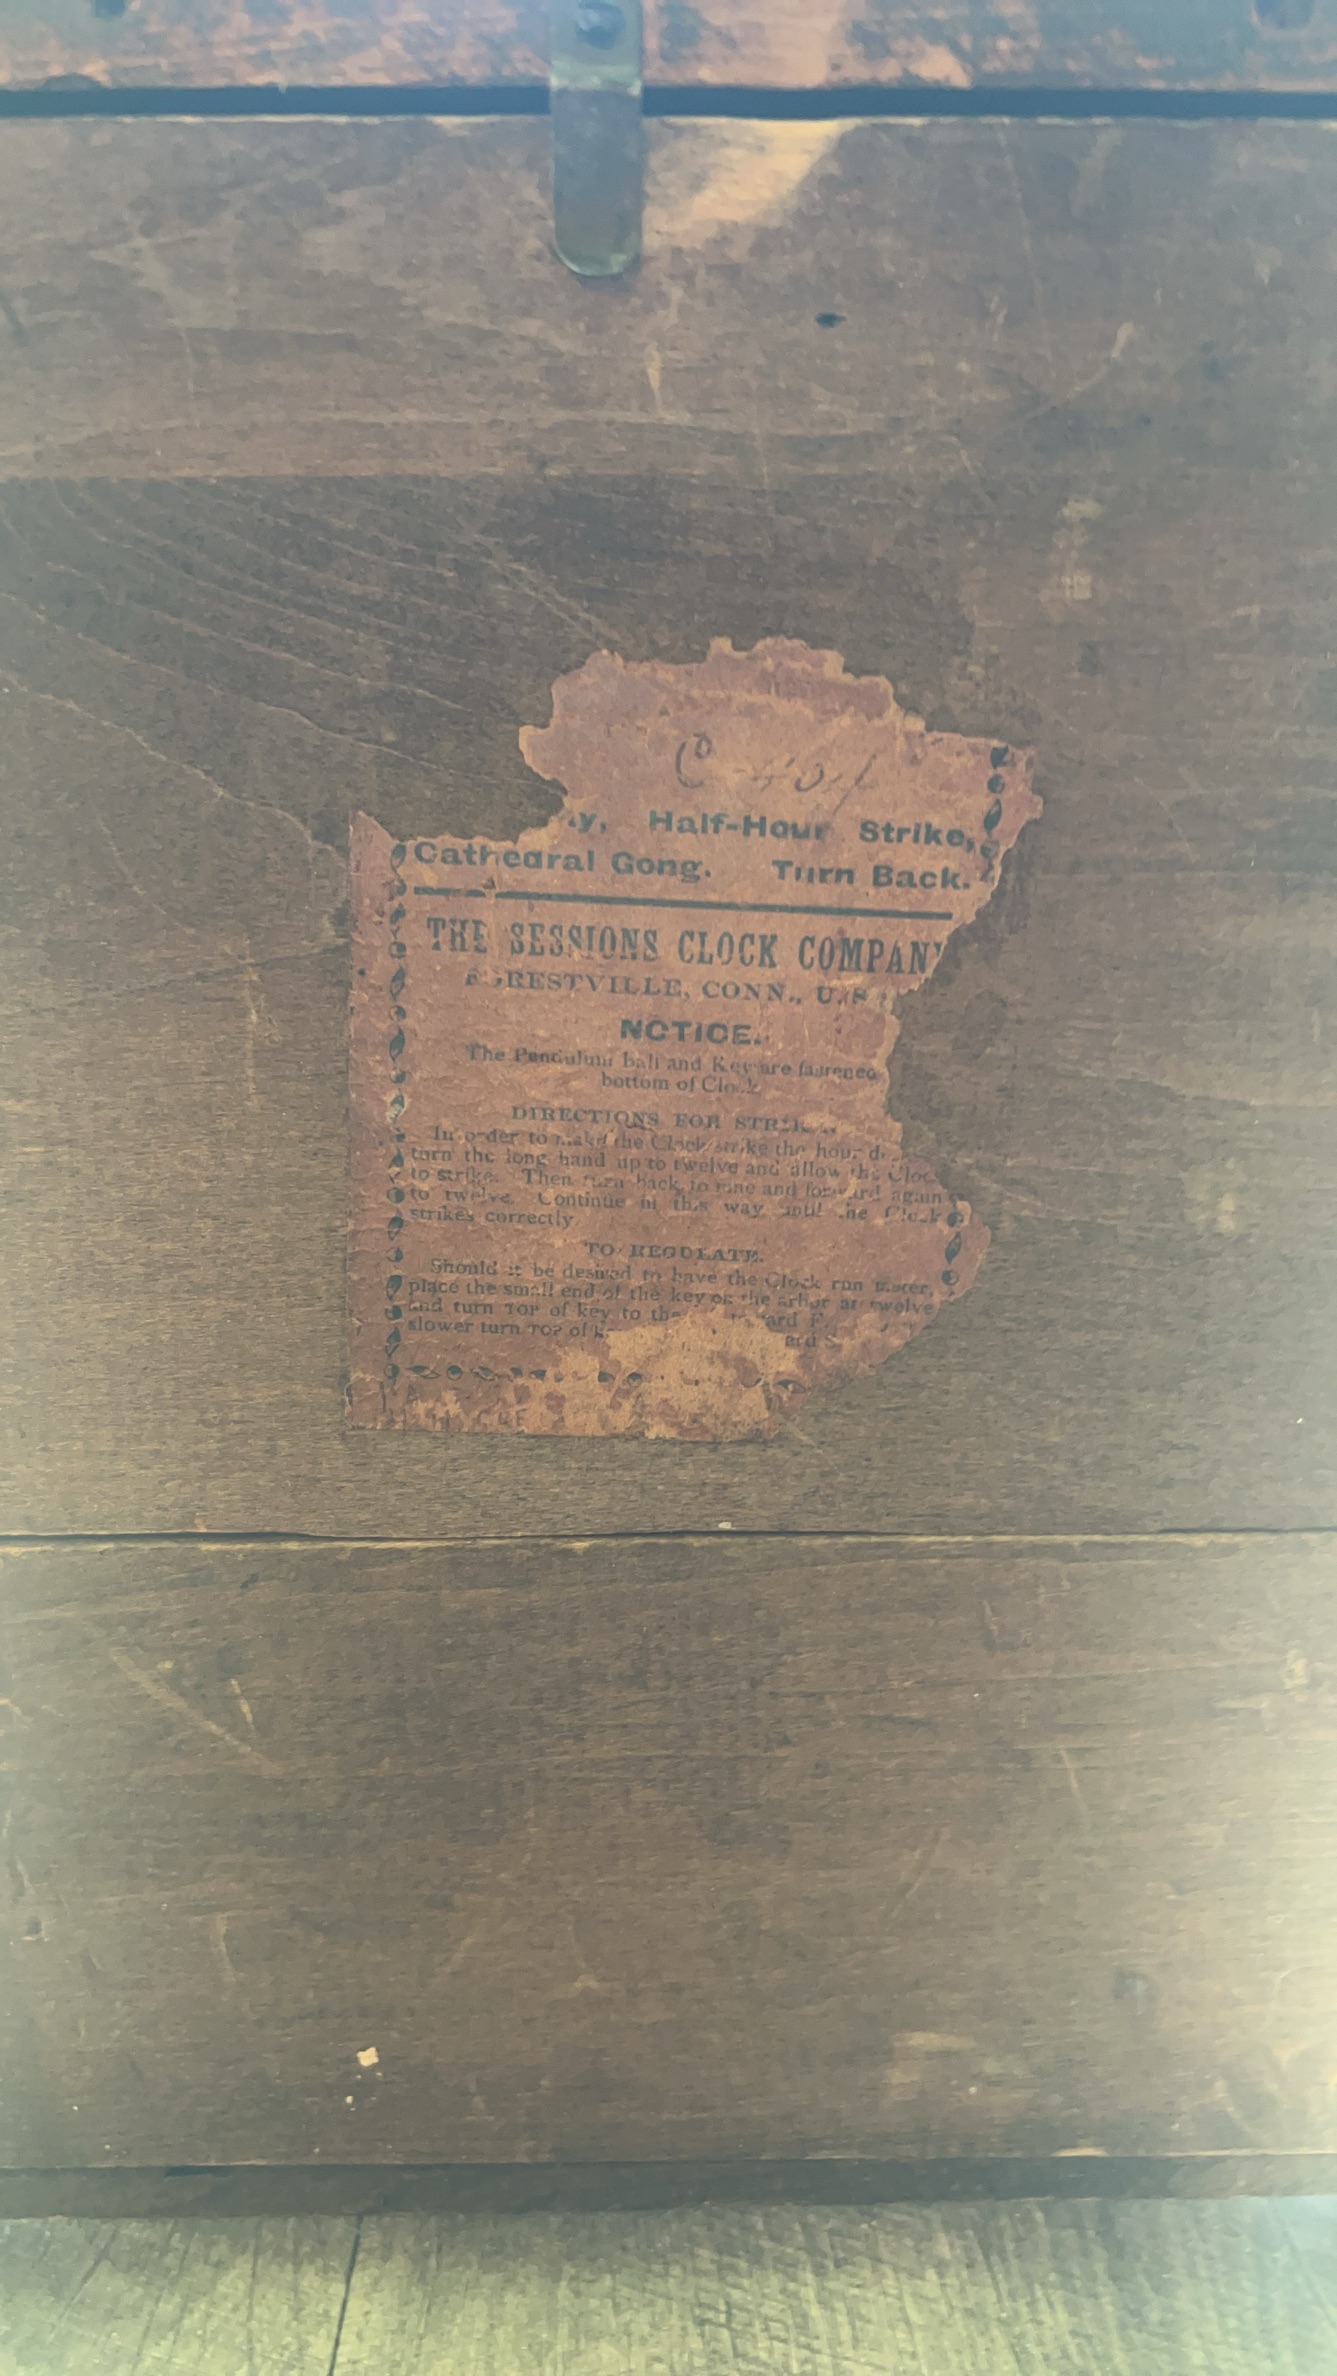 Half-Hour Strike,
Cathedral Gong. Turn Back.
THE SESSIONS CLOCK COMPANY
FORESTVILLE, CONN., U.S
NOTICE.
The Pendulum ball and Key are fastened
bottom of Clock
DIRECTIONS FOR
In order to make the Clock strike the hour
turn the long hand up to twelve and allow the Cloc
to strike. Then turn back to nine and forward again
to twelve. Continue in this way until the Clock
strikes correctly
TO REGULATE.
Should it be desired to have the Clock run faster,
place the small end of the key on the arbor at twelve
and turn TOP of key to the toward F.
slower turn TOP of ard S